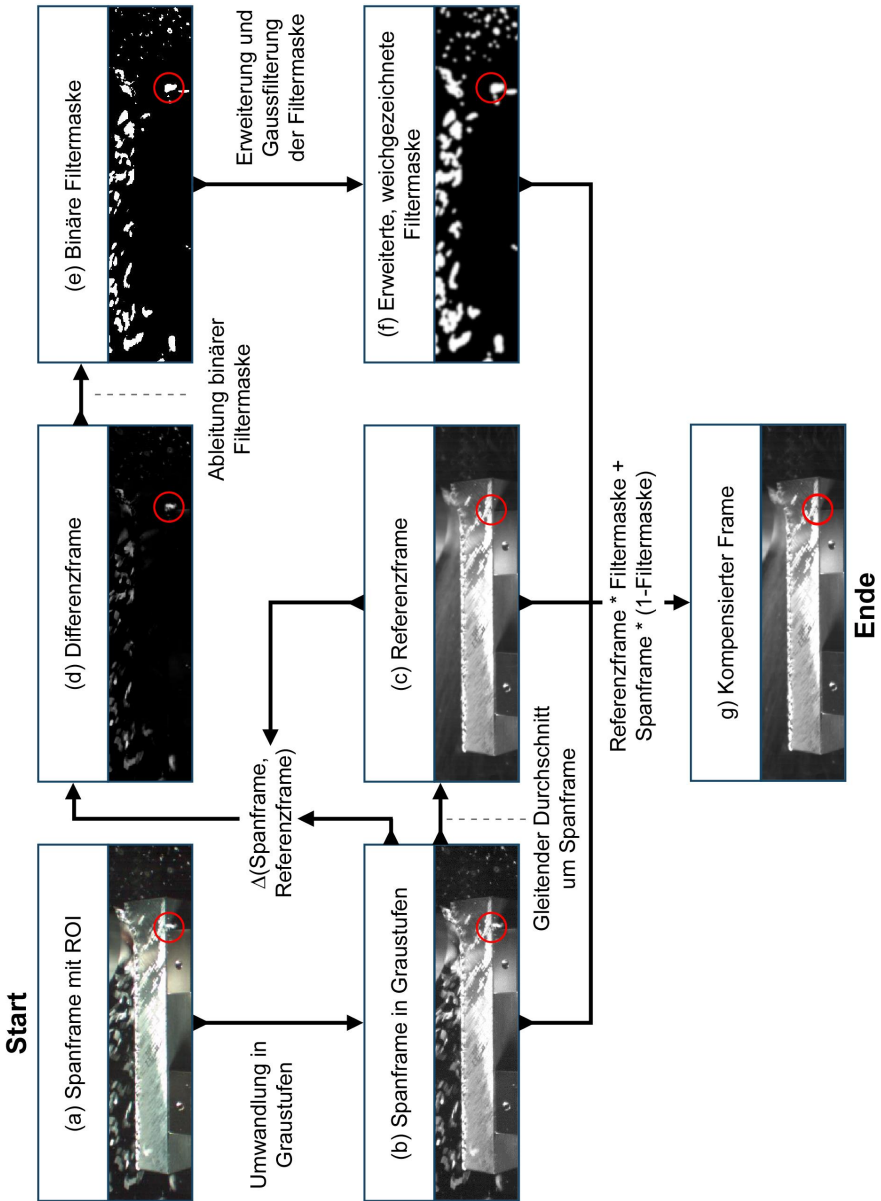 Start
(a) Spanframe mit ROI
Umwandlung in
Graustufen
(b) Spanframe in Graustufen
Δ(Spanframe,
Referenzframe)
Gleitender Durchschnitt
um Spanframe
(c) Referenzframe
(d) Differenzframe
Ableitung binärer
Filtermaske
(e) Binäre Filtermaske
Erweiterung und
Gaussfilterung
der Filtermaske
(f) Erweiterte, weichgezeichnete
Filtermaske
Referenzframe * Filtermaske +
Spanframe * (1-Filtermaske)
g) Kompensierter Frame
Ende